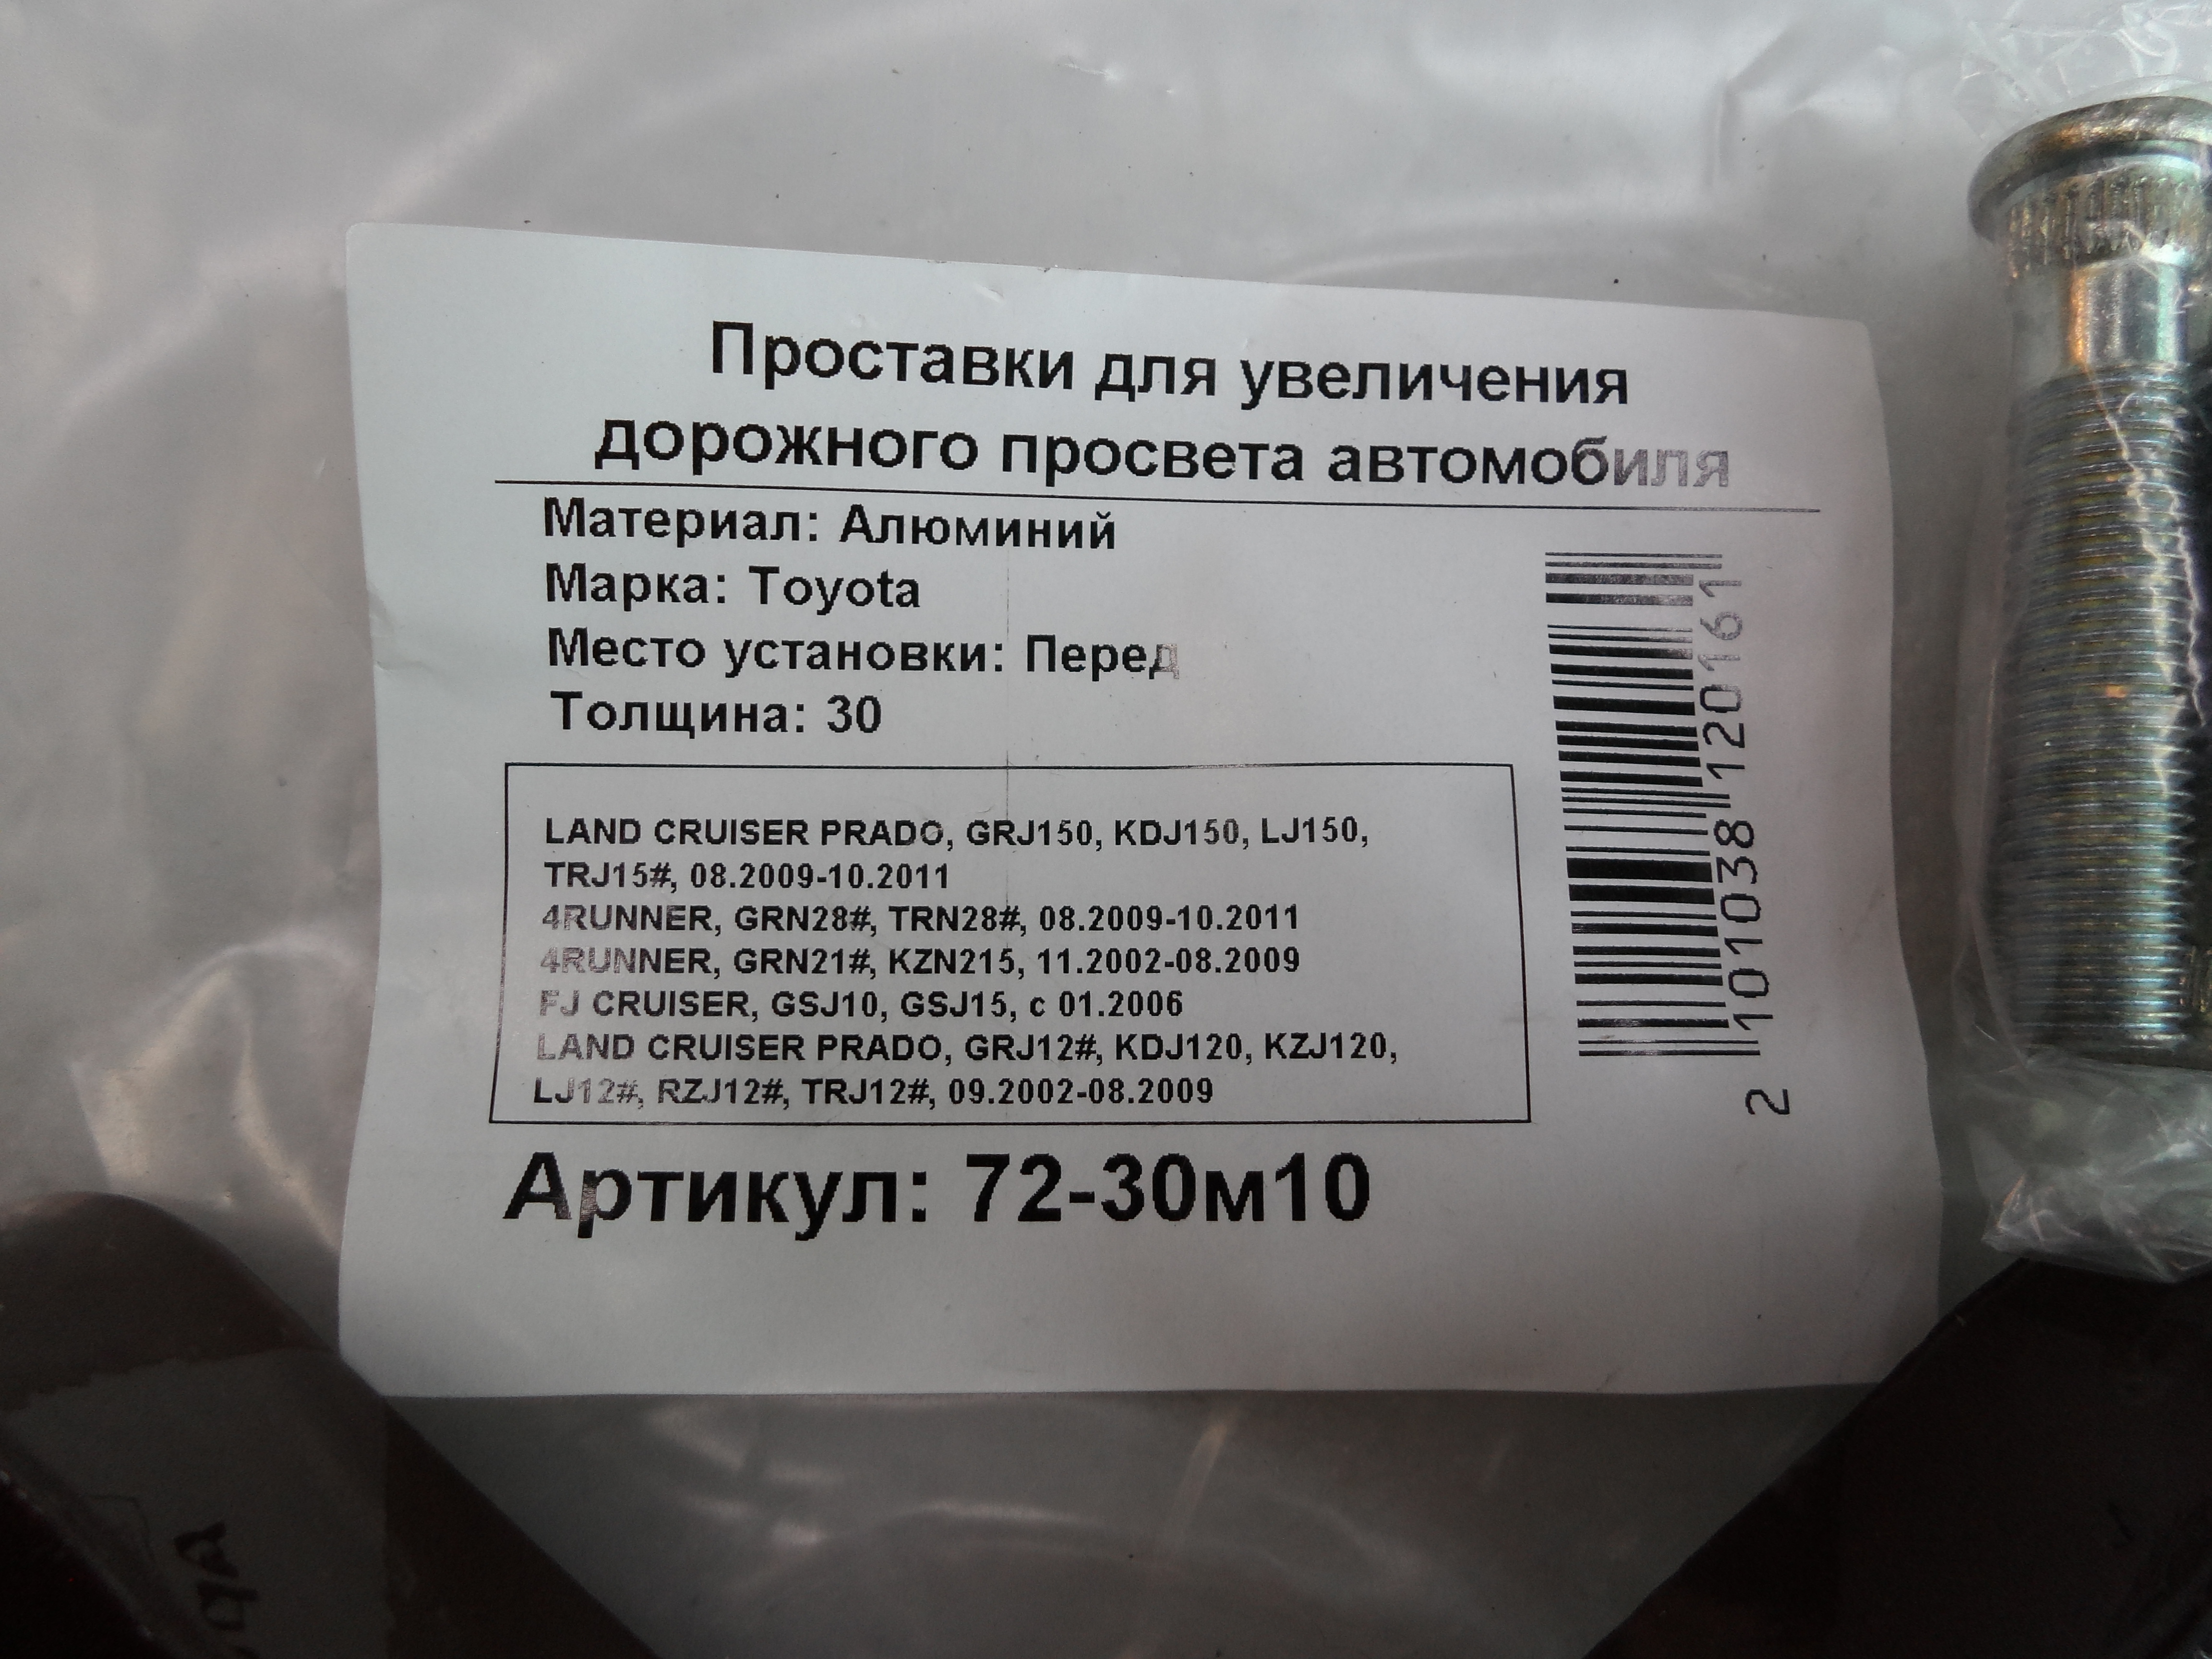 Проставки для увеличения
дорожного просвета автомобиля
Материал: Алюминий
Марка: Toyota
Место установки: Перед
Толщина: 30
LAND CRUISER PRADO, GRJ150, KDJ150, LJ150,
TRJ15#, 08.2009-10.2011
4RUNNER, GRN28#, TRN28#, 08.2009-10.2011
4RUNNER, GRN21#, KZN215, 11.2002-08.2009
FJ CRUISER, GSJ10, GSJ15, с 01.2006
LAND CRUISER PRADO, GRJ12#, KDJ120, KZJ120,
LJ12#, RZJ12#, TRJ12#, 09.2002-08.2009
Артикул: 72-30м10
2 101038 120161